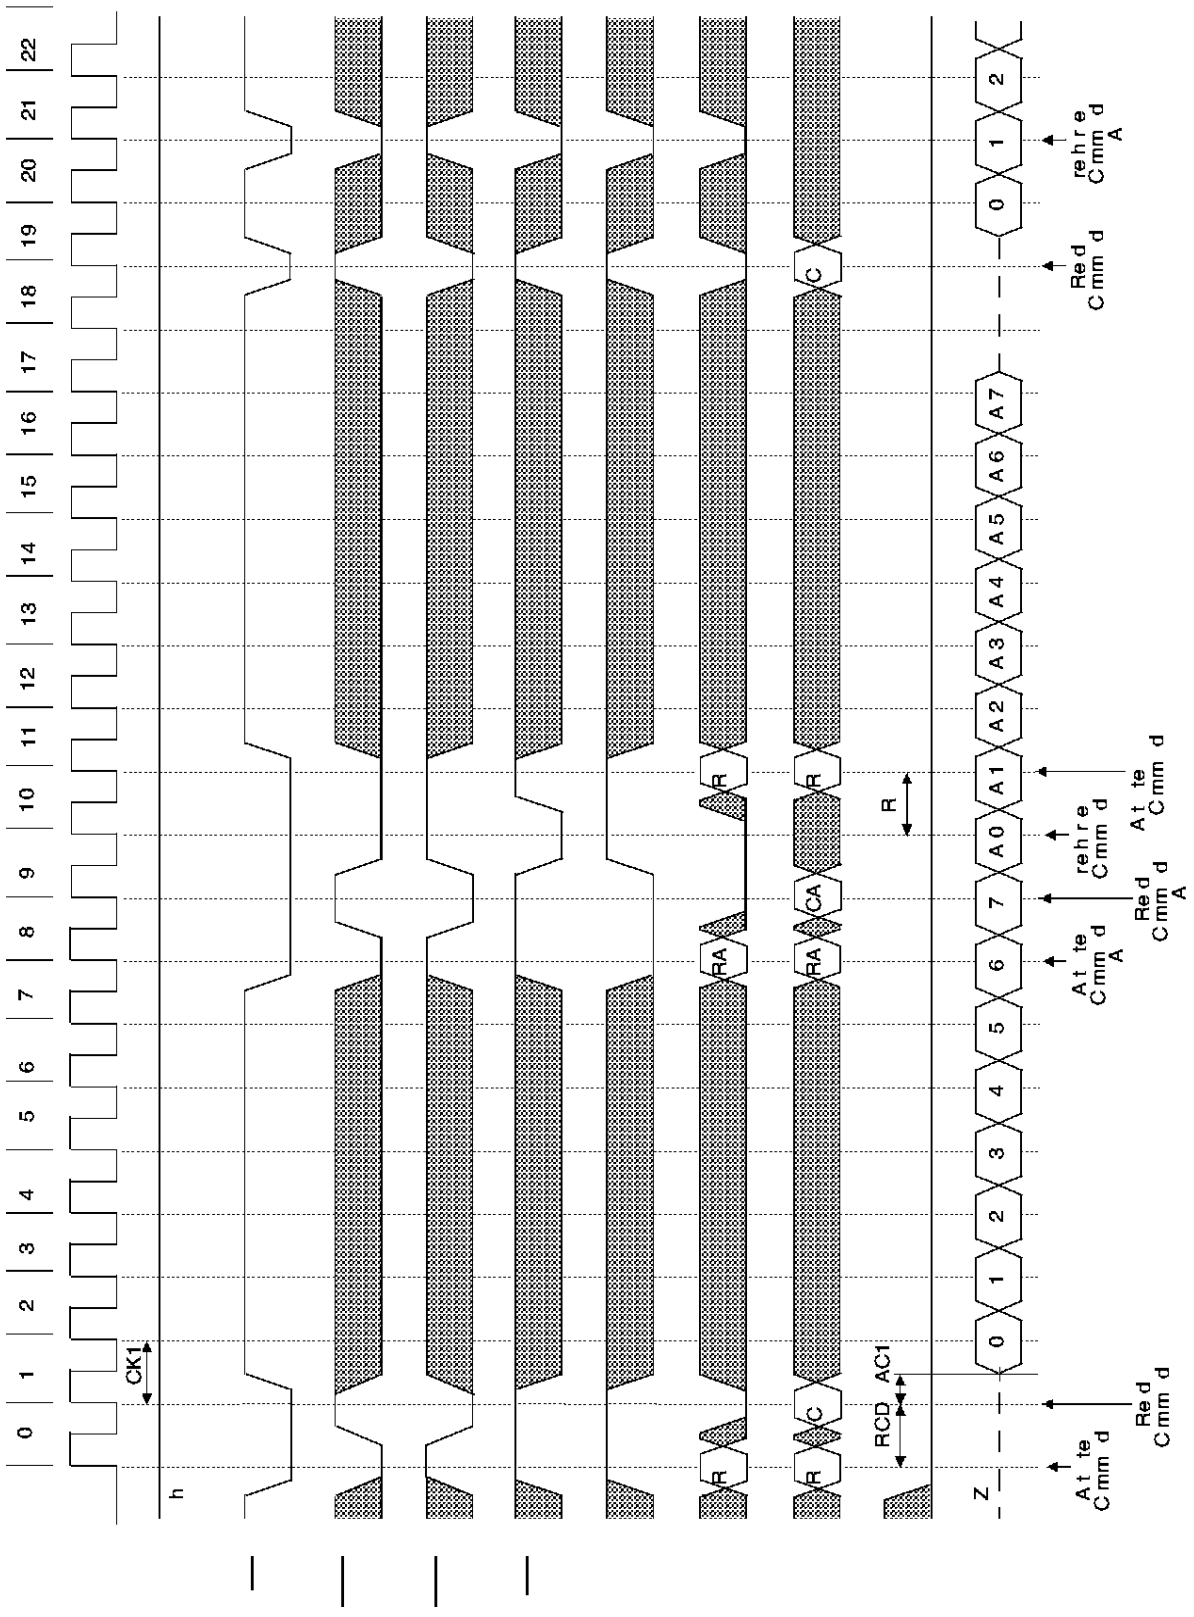 0 1 2 3 4 5 6 7 8 9 10 11 12 13 14 15 16 17 18 19 20 21 22
CK1
h
R R RA RA R R
R C RA CA R R C
RCD AC1
R
Z 0 1 2 3 4 5 6 7 A0 A1 A2 A3 A4 A5 A6 A7 0 1 2
At te
Cmm d
Re d
Cmm d
At te
Cmm d
A
Re d
Cmm d
A
rehre
Cmm d
At te
Cmm d
Re d
Cmm d
rehre
Cmm d
A